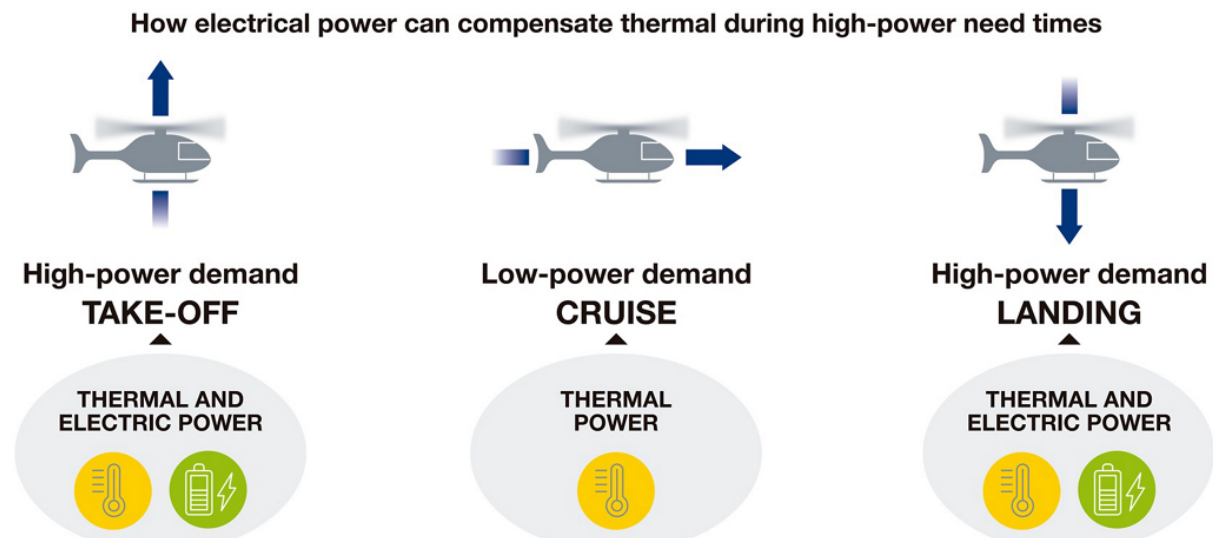 How electrical power can compensate thermal during high-power need times
High-power demand
TAKE-OFF
THERMAL AND
ELECTRIC POWER
Low-power demand
CRUISE
THERMAL
POWER
High-power demand
LANDING
THERMAL AND
ELECTRIC POWER